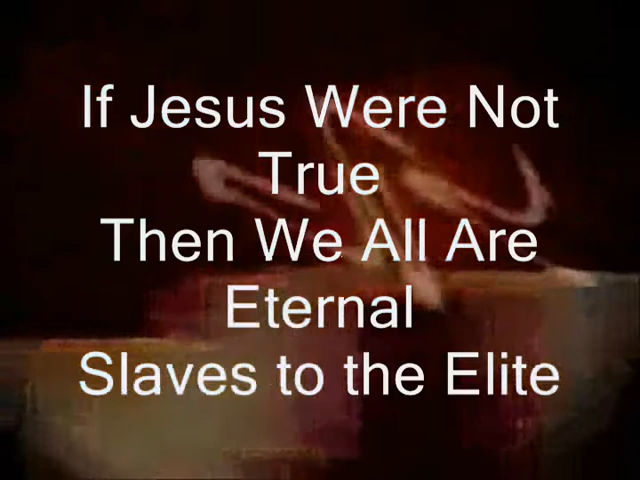 If Jesus Were Not
True
Then We All Are
Eternal
Slaves to the Elite